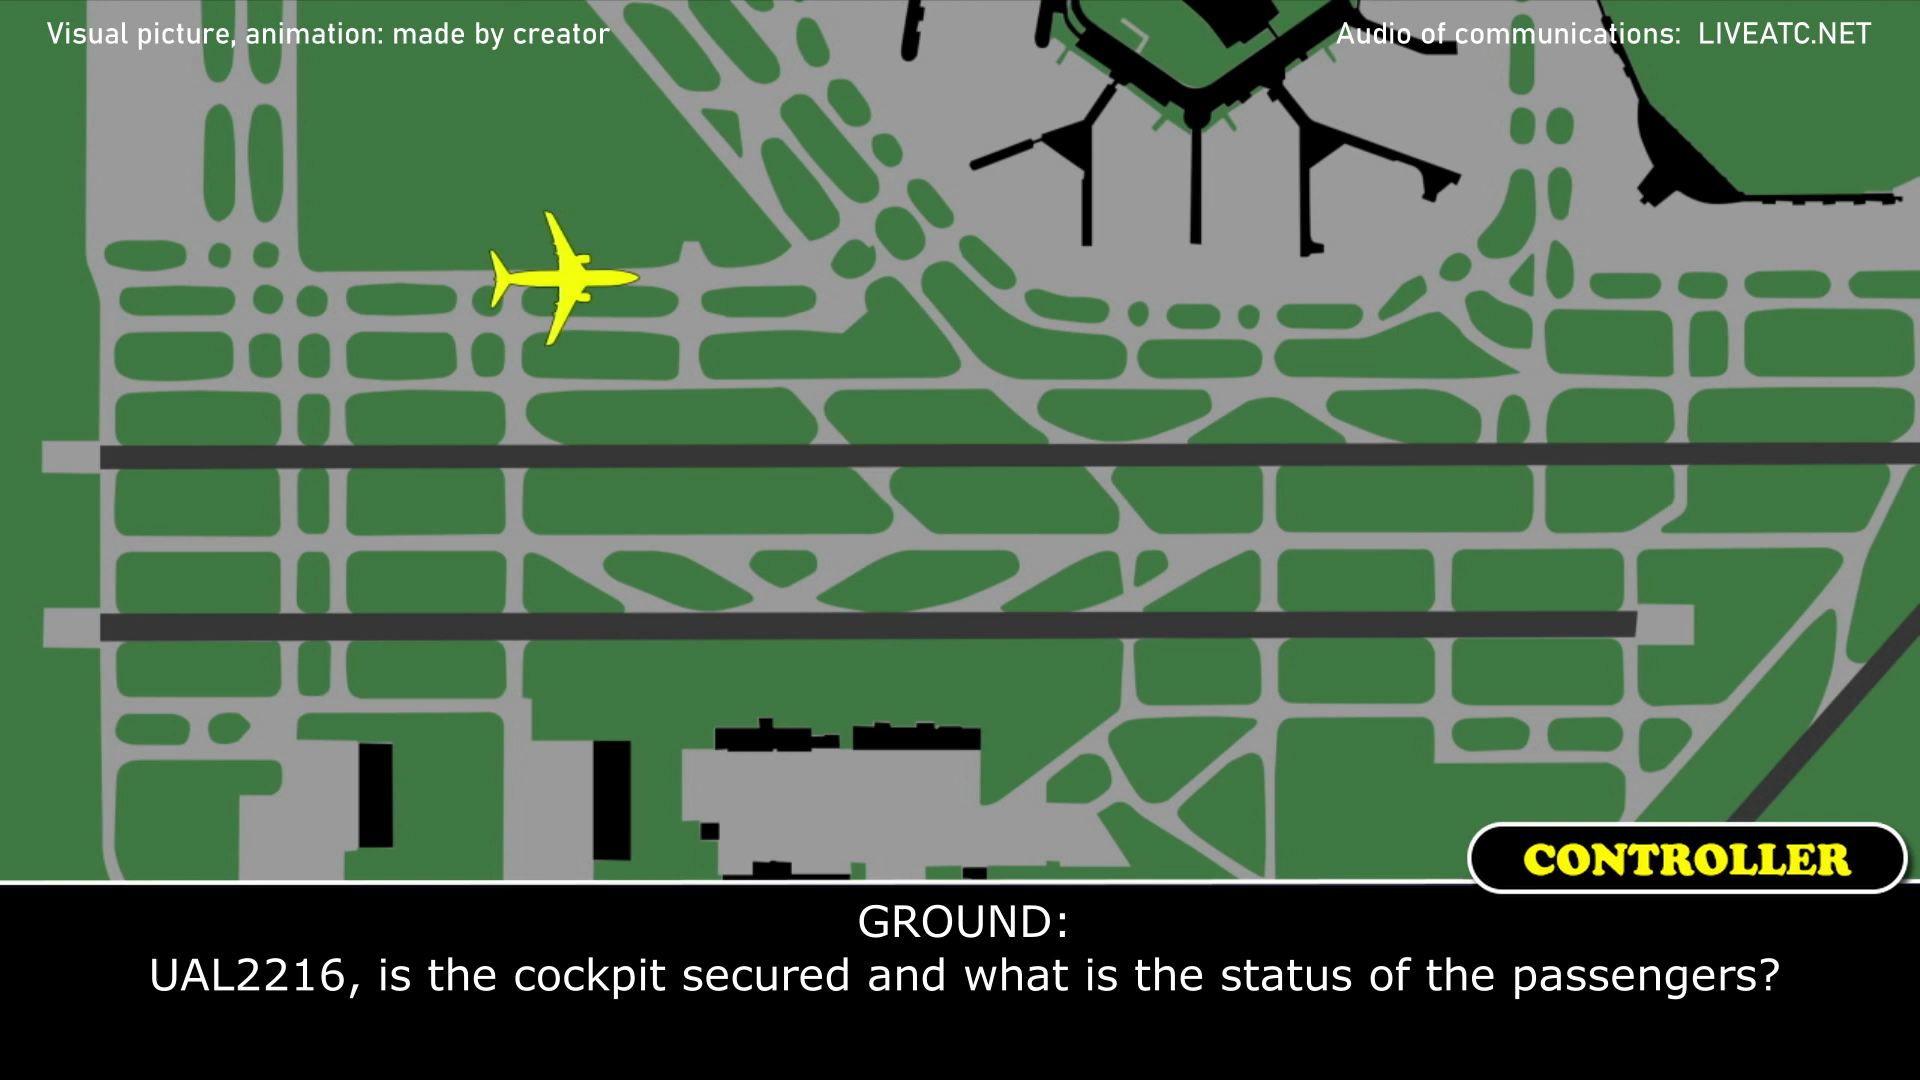 Visual picture, animation: made by creator
Audio of communications: LIVEATC.NET
CONTROLLER
GROUND:
UAL2216, is the cockpit secured and what is the status of the passengers?